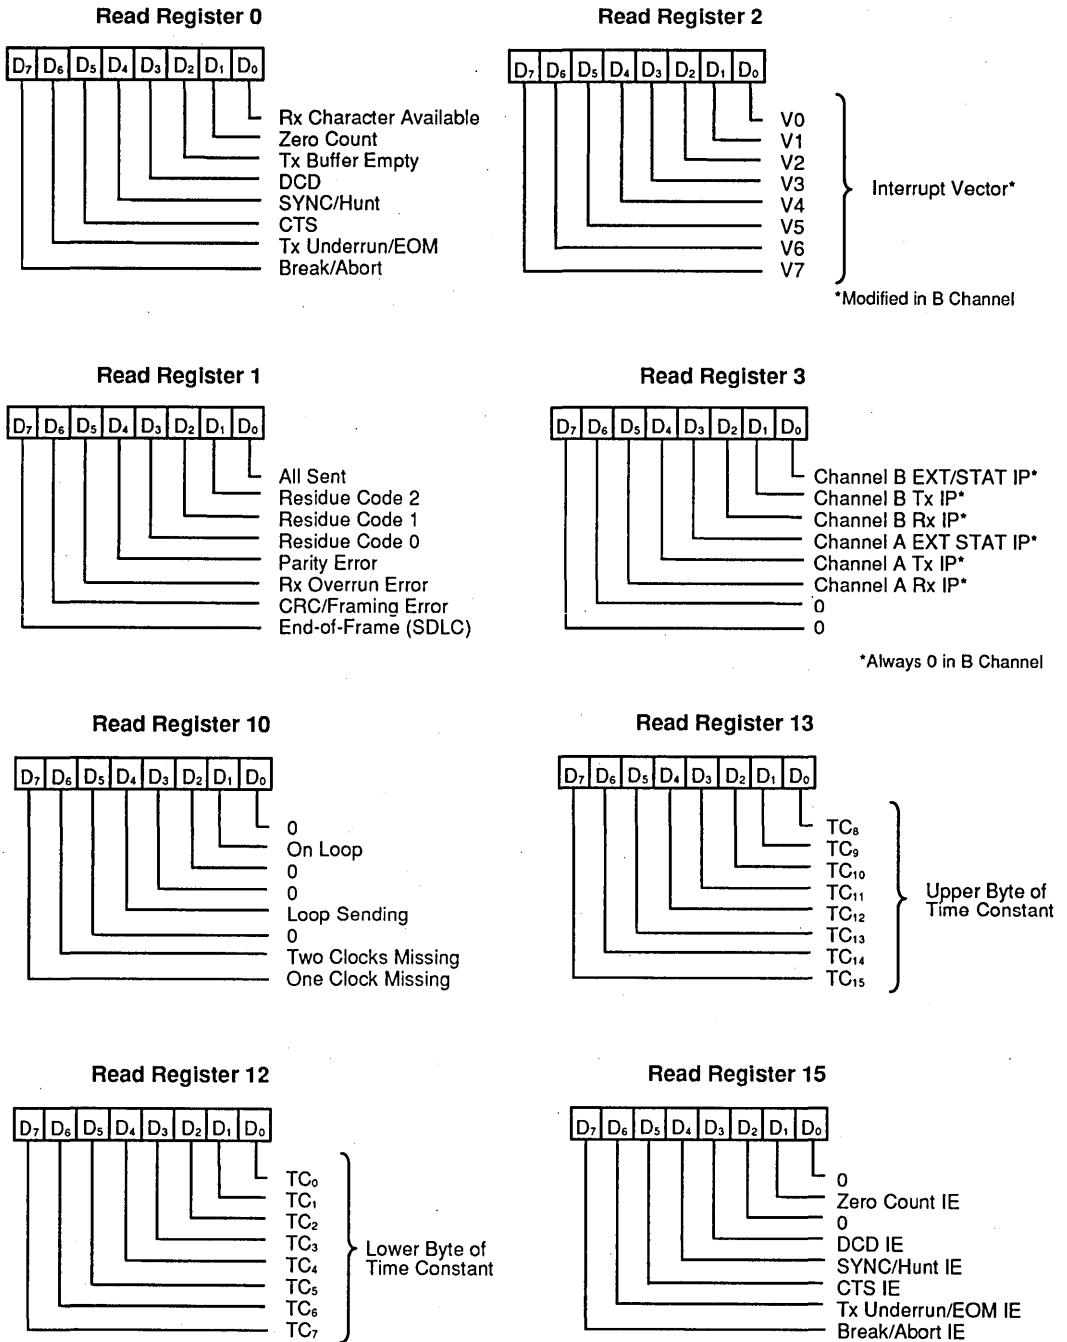 Read Register 0
D₇ D₆ D₅ D₄ D₃ D₂ D₁ D₀
Rx Character Available
Zero Count
Tx Buffer Empty
DCD
SYNC/Hunt
CTS
Tx Underrun/EOM
Break/Abort
Read Register 2
D₇ D₆ D₅ D₄ D₃ D₂ D₁ D₀
V0
V1
V2
V3
V4
V5
V6
V7
Interrupt Vector*
*Modified in B Channel
Read Register 1
D₇ D₆ D₅ D₄ D₃ D₂ D₁ D₀
All Sent
Residue Code 2
Residue Code 1
Residue Code 0
Parity Error
Rx Overrun Error
CRC/Framing Error
End-of-Frame (SDLC)
Read Register 3
D₇ D₆ D₅ D₄ D₃ D₂ D₁ D₀
Channel B EXT/STAT IP*
Channel B Tx IP*
Channel B Rx IP*
Channel A EXT STAT IP*
Channel A Tx IP*
Channel A Rx IP*
0
0
*Always 0 in B Channel
Read Register 10
D₇ D₆ D₅ D₄ D₃ D₂ D₁ D₀
0
On Loop
0
0
Loop Sending
0
Two Clocks Missing
One Clock Missing
Read Register 13
D₇ D₆ D₅ D₄ D₃ D₂ D₁ D₀
TC₈
TC₉
TC₁₀
TC₁₁
TC₁₂
TC₁₃
TC₁₄
TC₁₅
Upper Byte of
Time Constant
Read Register 12
D₇ D₆ D₅ D₄ D₃ D₂ D₁ D₀
TC₀
TC₁
TC₂
TC₃
TC₄
TC₅
TC₆
TC₇
Lower Byte of
Time Constant
Read Register 15
D₇ D₆ D₅ D₄ D₃ D₂ D₁ D₀
0
Zero Count IE
0
DCD IE
SYNC/Hunt IE
CTS IE
Tx Underrun/EOM IE
Break/Abort IE